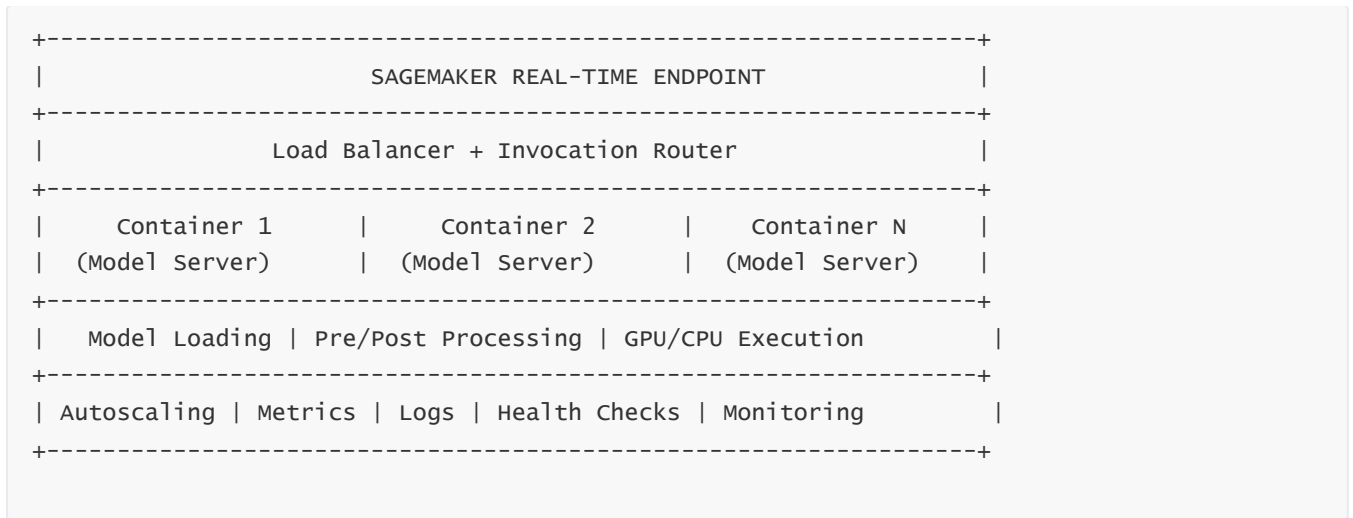 +-----------------------------------------------------------------+
|                       SAGEMAKER REAL-TIME ENDPOINT               |
+-----------------------------------------------------------------+
|                Load Balancer + Invocation Router                 |
+-----------------------------------------------------------------+
|     Container 1      |     Container 2      |    Container N     |
|  (Model Server)      |  (Model Server)      |  (Model Server)    |
+-----------------------------------------------------------------+
|   Model Loading | Pre/Post Processing | GPU/CPU Execution         |
+-----------------------------------------------------------------+
| Autoscaling | Metrics | Logs | Health Checks | Monitoring         |
+-----------------------------------------------------------------+